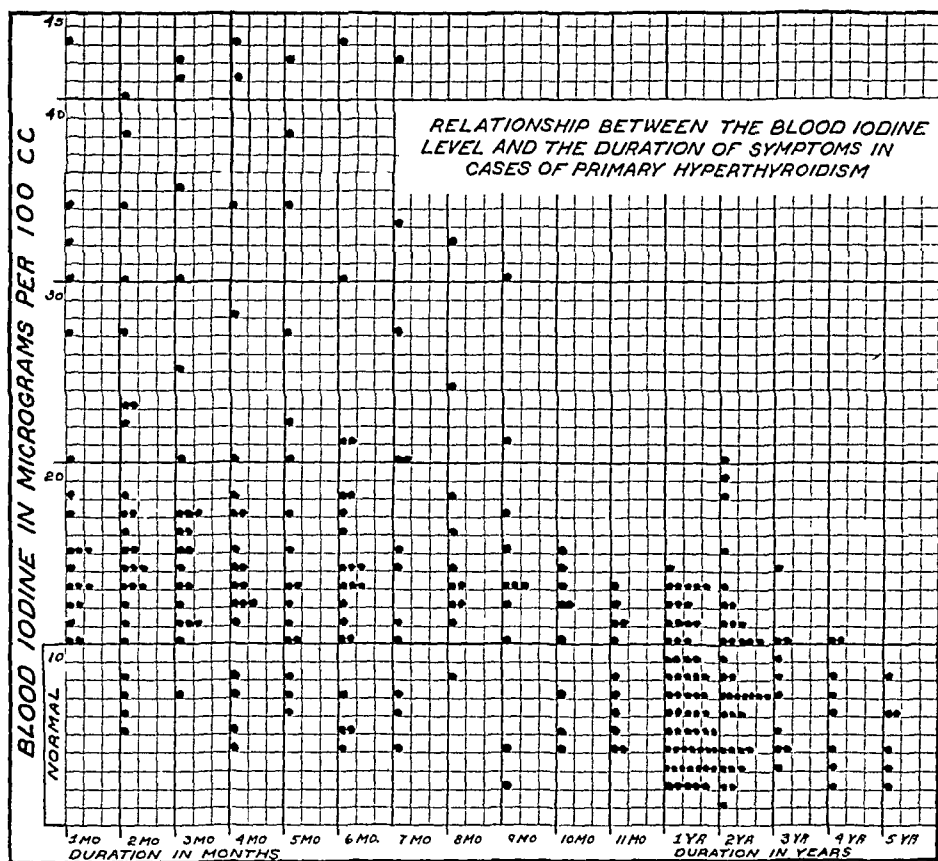 RELATIONSHIP BETWEEN THE BLOOD IODINE
LEVEL AND THE DURATION OF SYMPTOMS IN
CASES OF PRIMARY HYPERTHYROIDISM
BLOOD IODINE IN MICROGRAMS PER 100 CC
45
40
30
20
10
NORMAL
1 MO 2 MO 3 MO 4 MO 5 MO 6 MO. 7 MO 8 MO 9 MO 10 MO 11 MO 1 YR 2 YR 3 YR 4 YR 5 YR
DURATION IN MONTHS DURATION IN YEARS